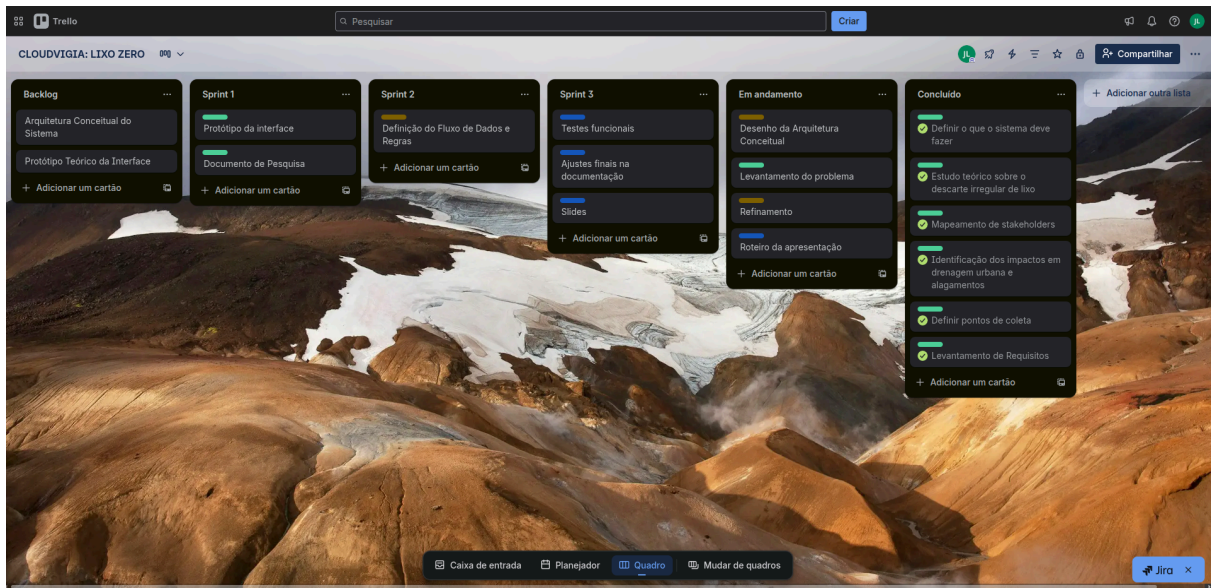 Trello
Pesquisar
Criar
JL
CLOUDVIGIA: LIXO ZERO
JL
Compartilhar
Backlog
Arquitetura Conceitual do
Sistema
Protótipo Teórico da Interface
+ Adicionar um cartão
Sprint 1
Protótipo da interface
Documento de Pesquisa
+ Adicionar um cartão
Sprint 2
Definição do Fluxo de Dados e
Regras
+ Adicionar um cartão
Sprint 3
Testes funcionais
Ajustes finais na
documentação
Slides
+ Adicionar um cartão
Em andamento
Desenho da Arquitetura
Conceitual
Levantamento do problema
Refinamento
Roteiro da apresentação
+ Adicionar um cartão
Concluído
Definir o que o sistema deve
fazer
Estudo teórico sobre o
descarte irregular de lixo
Mapeamento de stakeholders
Identificação dos impactos em
drenagem urbana e
alagamentos
Definir pontos de coleta
Levantamento de Requisitos
+ Adicionar um cartão
+ Adicionar outra lista
Caixa de entrada
Planejador
Quadro
Mudar de quadros
Jira